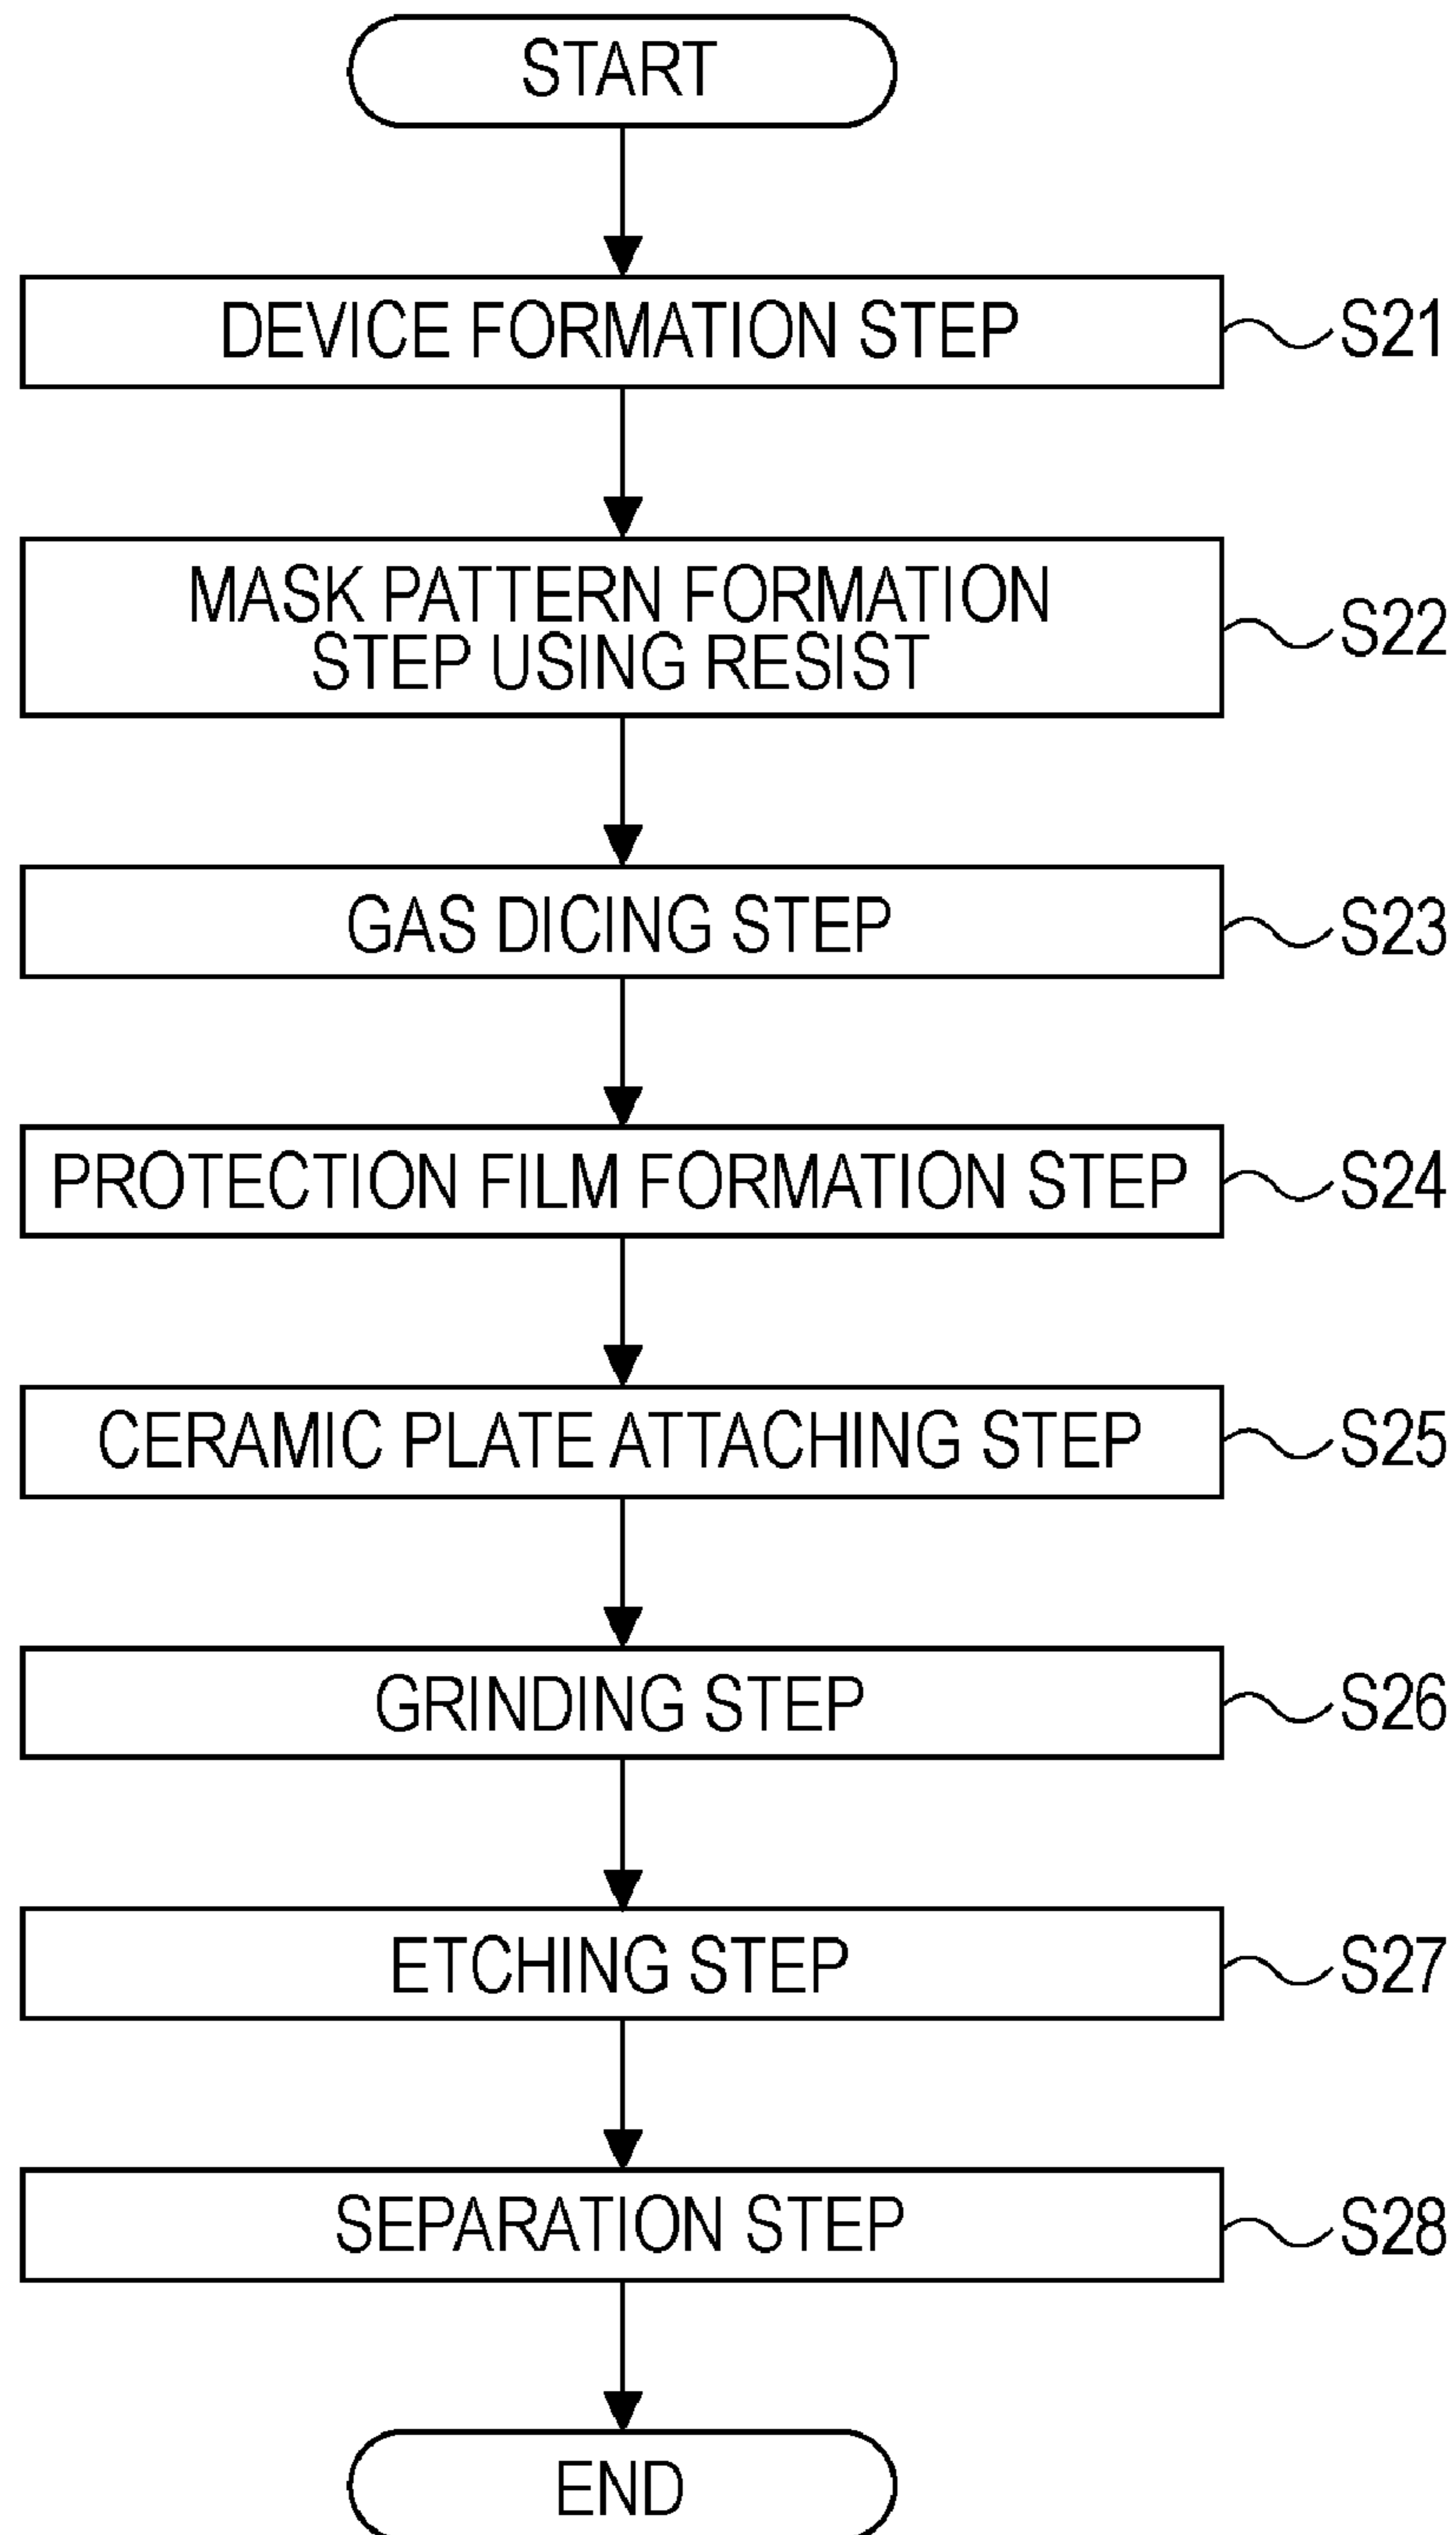 START
DEVICE FORMATION STEP
S21
MASK PATTERN FORMATION
STEP USING RESIST
S22
GAS DICING STEP
S23
PROTECTION FILM FORMATION STEP
S24
CERAMIC PLATE ATTACHING STEP
S25
GRINDING STEP
S26
ETCHING STEP
S27
SEPARATION STEP
S28
END